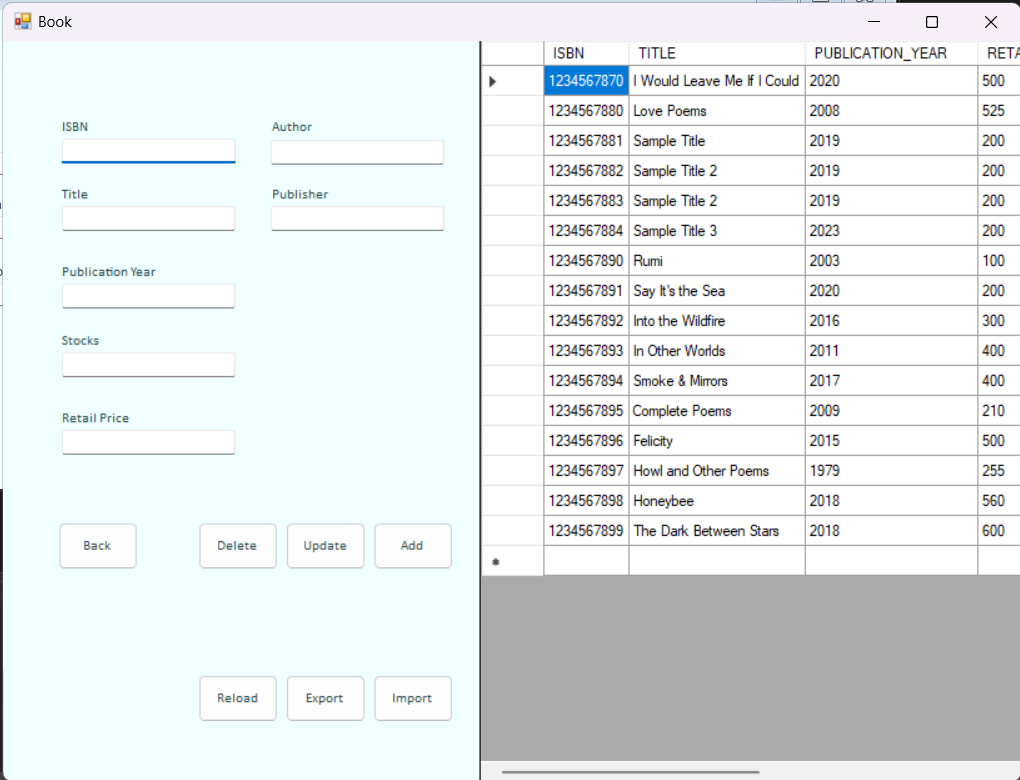 Book
ISBN Author
Title Publisher
Publication Year
Stocks
Retail Price
Back Delete Update Add
Reload Export Import
ISBN TITLE PUBLICATION_YEAR RETA
1234567870 I Would Leave Me If I Could 2020 500
1234567880 Love Poems 2008 525
1234567881 Sample Title 2019 200
1234567882 Sample Title 2 2019 200
1234567883 Sample Title 2 2019 200
1234567884 Sample Title 3 2023 200
1234567890 Rumi 2003 100
1234567891 Say It's the Sea 2020 200
1234567892 Into the Wildfire 2016 300
1234567893 In Other Worlds 2011 400
1234567894 Smoke & Mirrors 2017 400
1234567895 Complete Poems 2009 210
1234567896 Felicity 2015 500
1234567897 Howl and Other Poems 1979 255
1234567898 Honeybee 2018 560
1234567899 The Dark Between Stars 2018 600